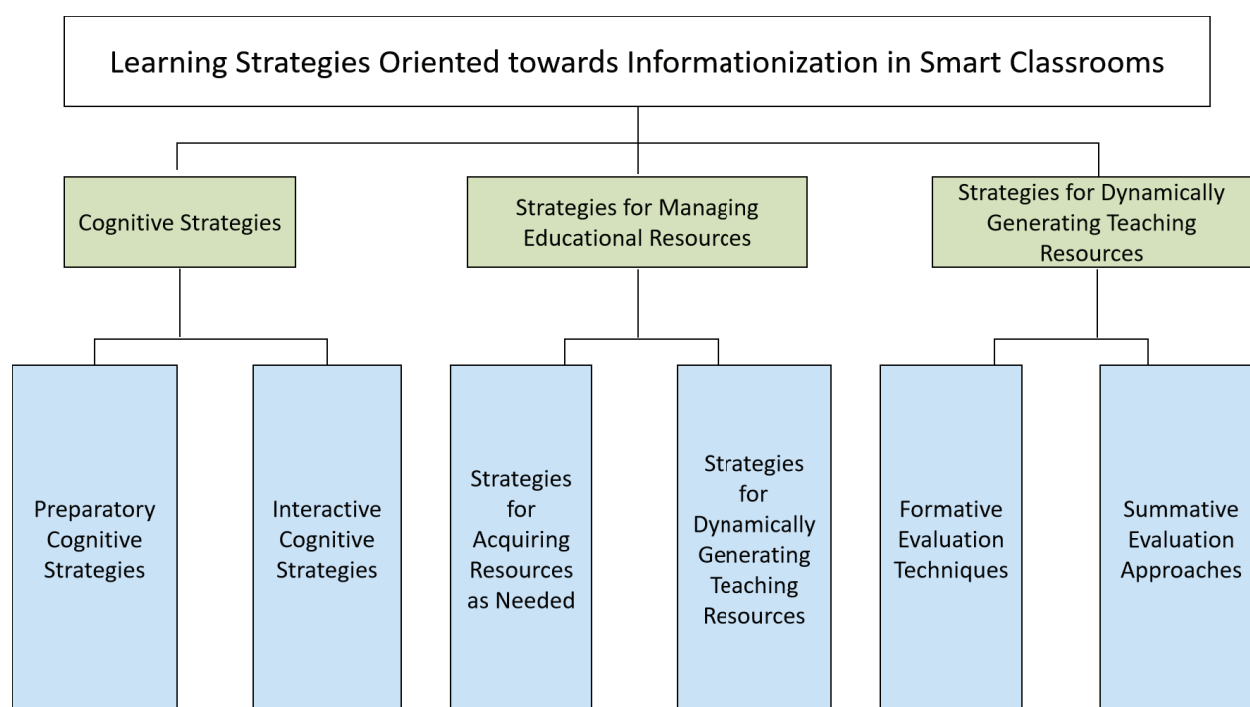 Learning Strategies Oriented towards Informationization in Smart Classrooms
Cognitive Strategies
Strategies for Managing
Educational Resources
Strategies for Dynamically
Generating Teaching
Resources
Preparatory
Cognitive
Strategies
Interactive
Cognitive
Strategies
Strategies
for
Acquiring
Resources
as Needed
Strategies
for
Dynamically
Generating
Teaching
Resources
Formative
Evaluation
Techniques
Summative
Evaluation
Approaches